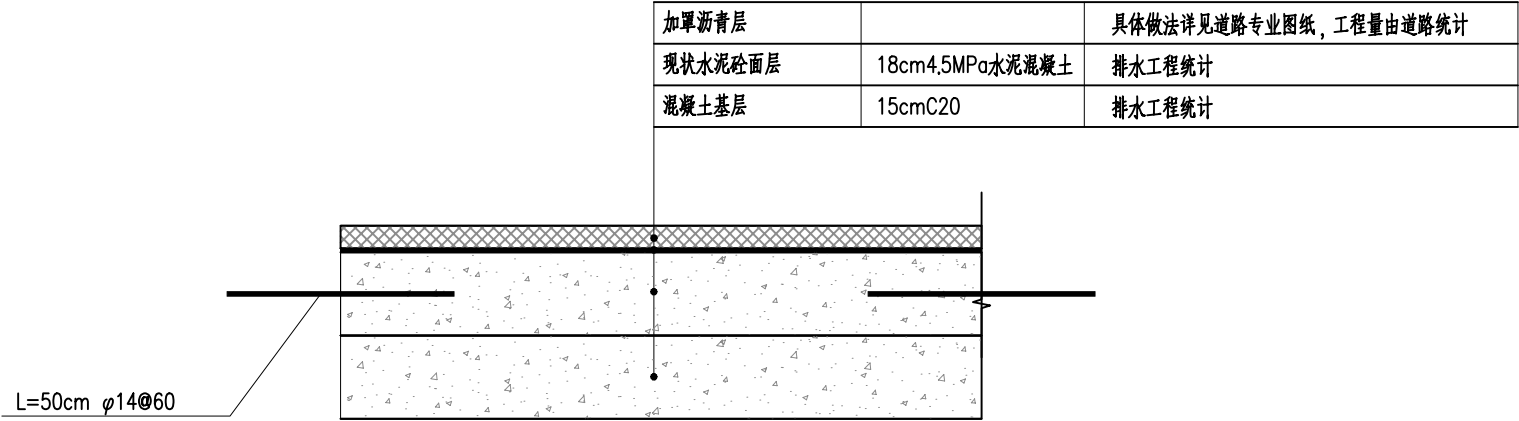 加罩沥青层 具体做法详见道路专业图纸，工程量由道路统计
现状水泥砼面层 18cm4.5MPa水泥混凝土 排水工程统计
混凝土基层 15cmC20 排水工程统计
L=50cm φ14@60